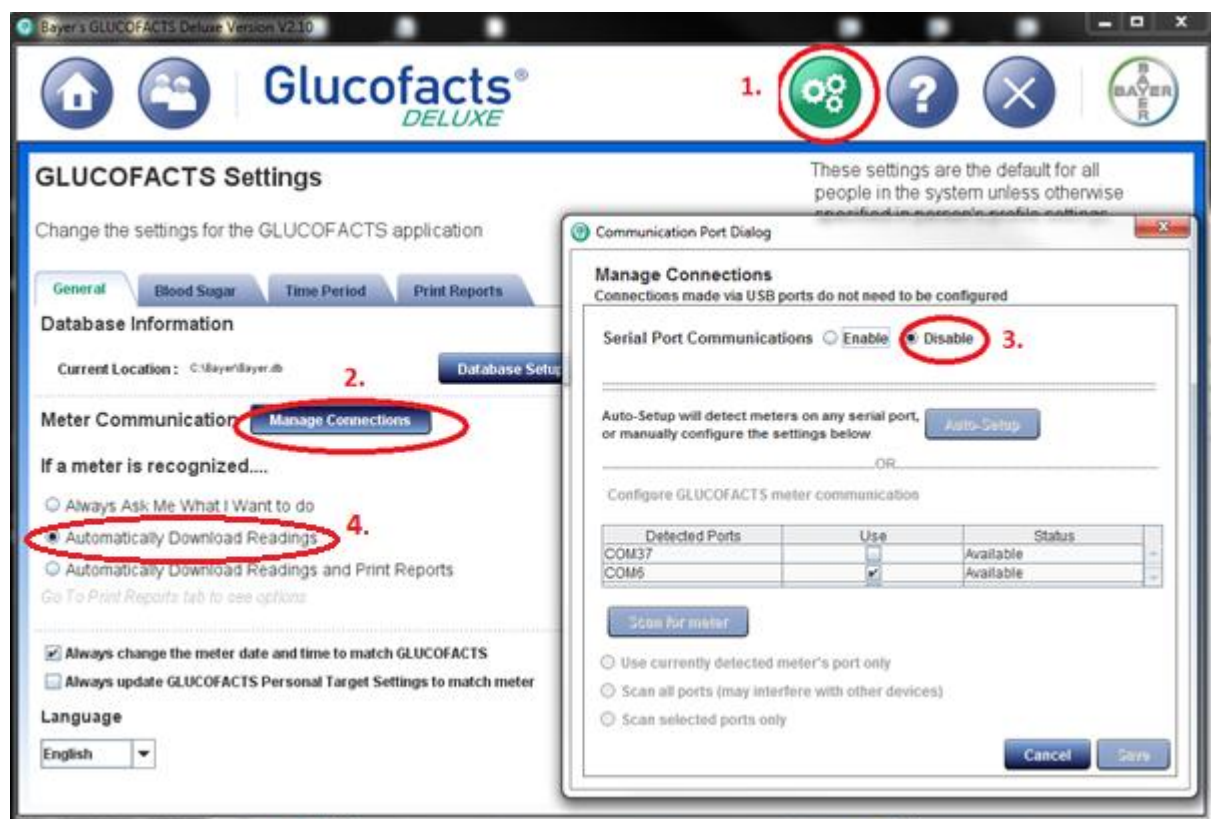 Bayer's GLUCOFACTS Deluxe Version V2.10
Glucofacts®
DELUXE
1.
BAYER
BAYER
GLUCOFACTS Settings
These settings are the default for all
people in the system unless otherwise
specified in person's profile settings
Change the settings for the GLUCOFACTS application
General
Blood Sugar
Time Period
Print Reports
Database Information
Current Location : C:\Bayer\Bayer.db
Database Setup
2.
Meter Communication
Manage Connections
If a meter is recognized....
Always Ask Me What I Want to do
Automatically Download Readings
4.
Automatically Download Readings and Print Reports
Go To Print Reports tab to see options
Always change the meter date and time to match GLUCOFACTS
Always update GLUCOFACTS Personal Target Settings to match meter
Language
English
Communication Port Dialog
Manage Connections
Connections made via USB ports do not need to be configured
Serial Port Communications Enable Disable
3.
Auto-Setup will detect meters on any serial port,
or manually configure the settings below
Auto-Setup
OR
Configure GLUCOFACTS meter communication
Detected Ports Use Status
COM37 Available
COM6 Available
Scan for meter
Use currently detected meter's port only
Scan all ports (may interfere with other devices)
Scan selected ports only
Cancel
Save